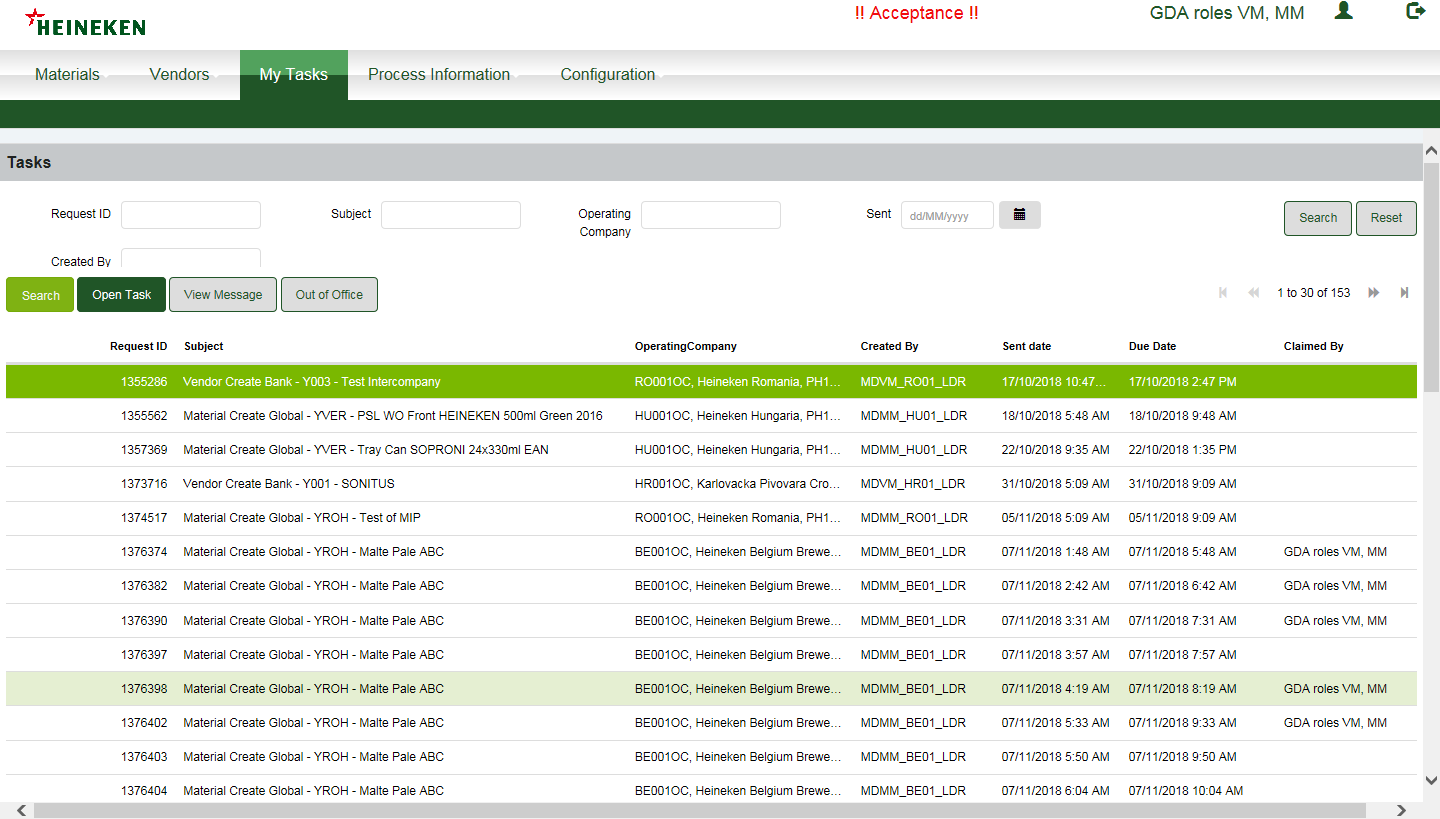 HEINEKEN
!! Acceptance !!
GDA roles VM, MM
Materials Vendors My Tasks Process Information Configuration
Tasks
Request ID Subject Operating Company Sent dd/MM/yyyy Search Reset
Created By
Search Open Task View Message Out of Office 1 to 30 of 153
Request ID Subject OperatingCompany Created By Sent date Due Date Claimed By
1355286 Vendor Create Bank - Y003 - Test Intercompany RO001OC, Heineken Romania, PH1... MDVM_RO01_LDR 17/10/2018 10:47... 17/10/2018 2:47 PM
1355562 Material Create Global - YVER - PSL WO Front HEINEKEN 500ml Green 2016 HU001OC, Heineken Hungaria, PH1... MDMM_HU01_LDR 18/10/2018 5:48 AM 18/10/2018 9:48 AM
1357369 Material Create Global - YVER - Tray Can SOPRONI 24x330ml EAN HU001OC, Heineken Hungaria, PH1... MDMM_HU01_LDR 22/10/2018 9:35 AM 22/10/2018 1:35 PM
1373716 Vendor Create Bank - Y001 - SONITUS HR001OC, Karlovacka Pivovara Cro... MDVM_HR01_LDR 31/10/2018 5:09 AM 31/10/2018 9:09 AM
1374517 Material Create Global - YROH - Test of MIP RO001OC, Heineken Romania, PH1... MDMM_RO01_LDR 05/11/2018 5:09 AM 05/11/2018 9:09 AM
1376374 Material Create Global - YROH - Malte Pale ABC BE001OC, Heineken Belgium Brewe... MDMM_BE01_LDR 07/11/2018 1:48 AM 07/11/2018 5:48 AM GDA roles VM, MM
1376382 Material Create Global - YROH - Malte Pale ABC BE001OC, Heineken Belgium Brewe... MDMM_BE01_LDR 07/11/2018 2:42 AM 07/11/2018 6:42 AM GDA roles VM, MM
1376390 Material Create Global - YROH - Malte Pale ABC BE001OC, Heineken Belgium Brewe... MDMM_BE01_LDR 07/11/2018 3:31 AM 07/11/2018 7:31 AM GDA roles VM, MM
1376397 Material Create Global - YROH - Malte Pale ABC BE001OC, Heineken Belgium Brewe... MDMM_BE01_LDR 07/11/2018 3:57 AM 07/11/2018 7:57 AM
1376398 Material Create Global - YROH - Malte Pale ABC BE001OC, Heineken Belgium Brewe... MDMM_BE01_LDR 07/11/2018 4:19 AM 07/11/2018 8:19 AM GDA roles VM, MM
1376402 Material Create Global - YROH - Malte Pale ABC BE001OC, Heineken Belgium Brewe... MDMM_BE01_LDR 07/11/2018 5:33 AM 07/11/2018 9:33 AM GDA roles VM, MM
1376403 Material Create Global - YROH - Malte Pale ABC BE001OC, Heineken Belgium Brewe... MDMM_BE01_LDR 07/11/2018 5:50 AM 07/11/2018 9:50 AM
1376404 Material Create Global - YROH - Malte Pale ABC BE001OC, Heineken Belgium Brewe... MDMM_BE01_LDR 07/11/2018 6:04 AM 07/11/2018 10:04 AM